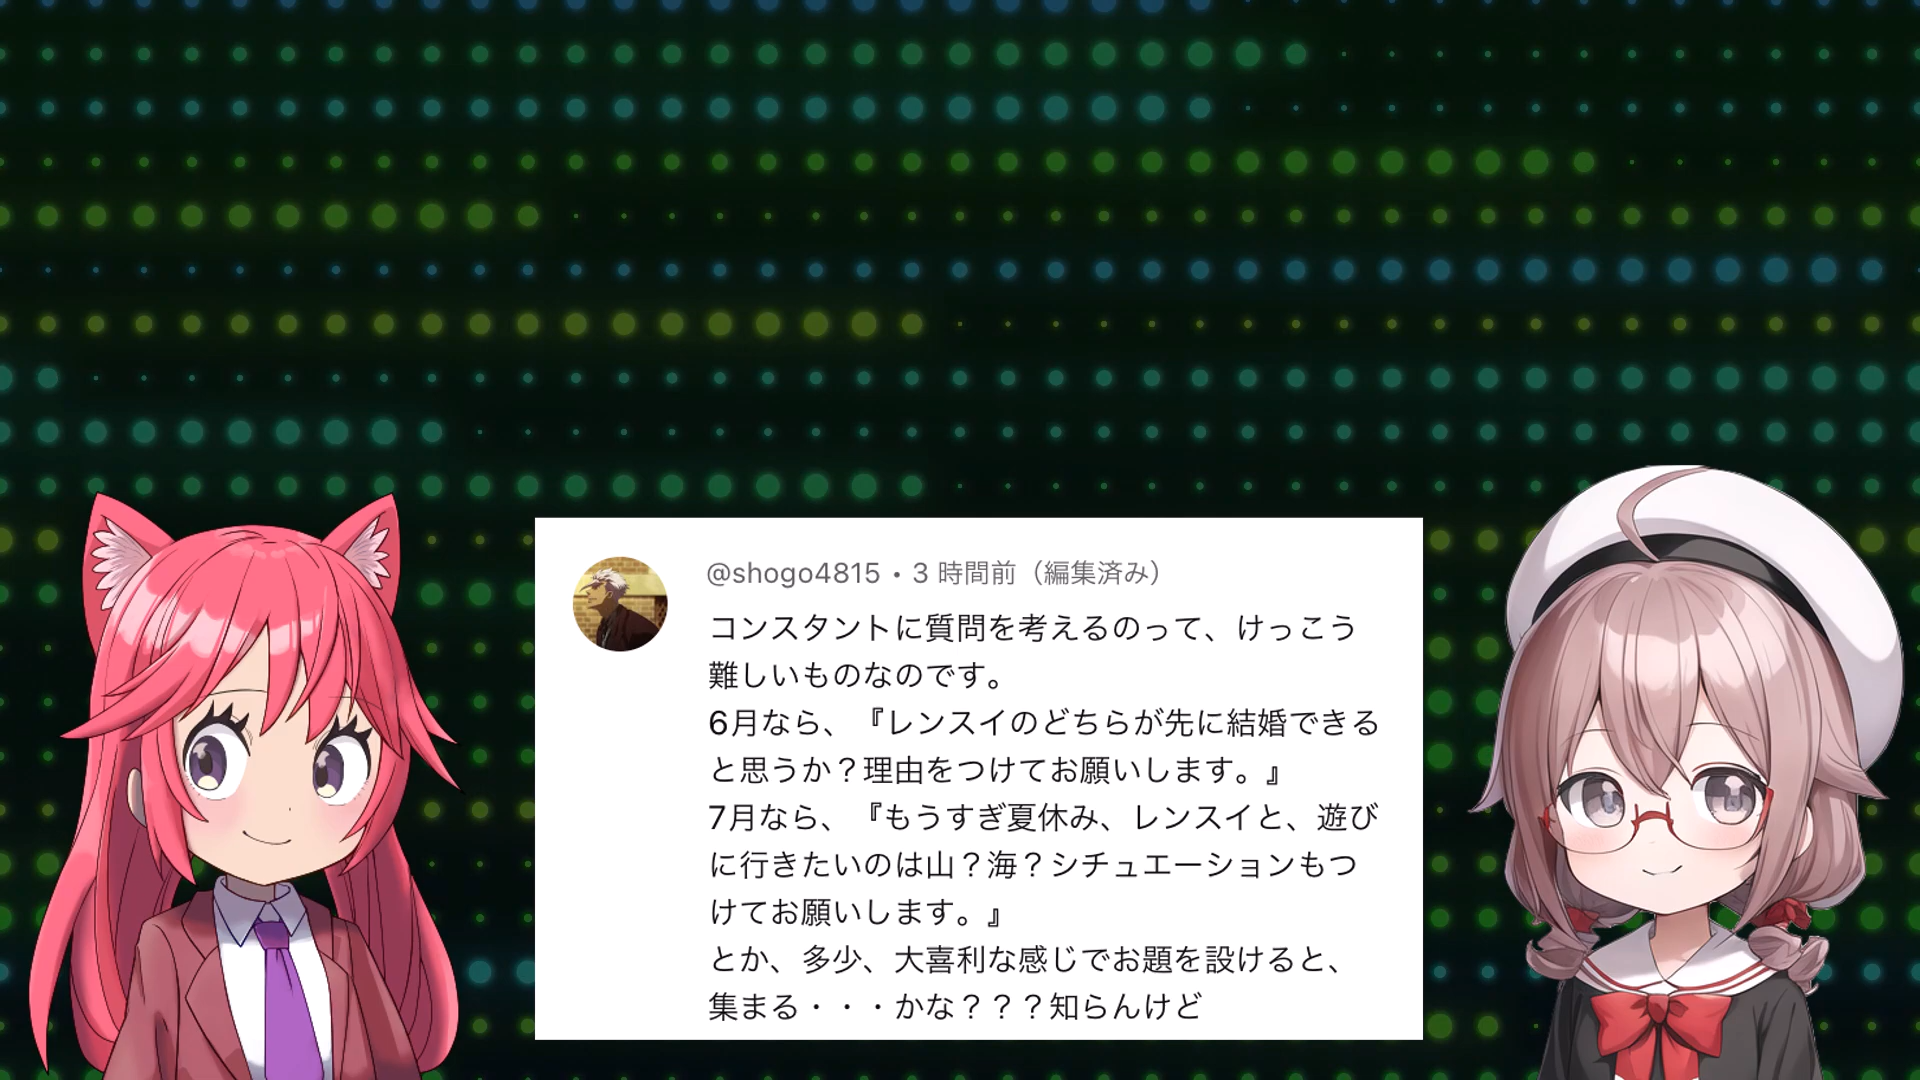 @shogo4815・3 時間前（編集済み）
コンスタントに質問を考えるのって、けっこう
難しいものなのです。
6月なら、『レンスイのどちらが先に結婚できる
と思うか？理由をつけてお願いします。』
7月なら、『もうすぎ夏休み、レンスイと、遊び
に行きたいのは山？海？シチュエーションもつ
けてお願いします。』
とか、多少、大喜利な感じでお題を設けると、
集まる・・・かな？？？知らんけど